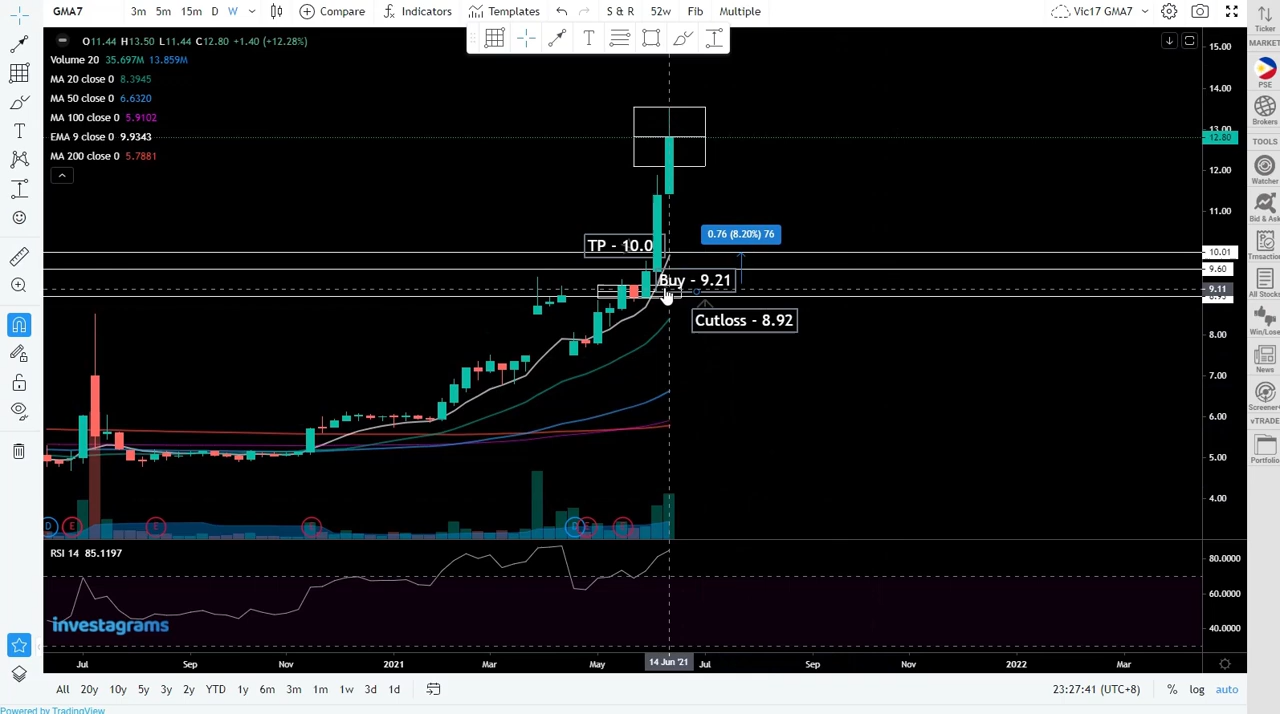 GMA7 3m 5m 15m D W Compare Indicators Templates S & R 52w Fib Multiple Vic17 GMA7
O11.44 H13.50 L11.44 C12.80 +1.40 (+12.28%)
Volume 20 35.697M 13.859M
MA 20 close 0 8.3945
MA 50 close 0 6.6320
MA 100 close 0 5.9102
EMA 9 close 0 9.9343
MA 200 close 0 5.7881
TP - 10.0
0.76 (8.20%) 76
Buy - 9.21
Cutloss - 8.92
15.00
14.00
13.00
12.80
12.00
11.00
10.01
9.60
9.11
8.00
7.00
6.00
5.00
4.00
D E E D E
RSI 14 85.1197
80.0000
60.0000
40.0000
investagrams
Jul Sep Nov 2021 Mar May 14 Jun '21 Jul Sep Nov 2022 Mar
All 20y 10y 5y 3y 2y YTD 1y 6m 3m 1m 1w 3d 1d 23:27:41 (UTC+8) % log auto
Powered by TradingView
Ticker
MARKET
PSE
Brokers
TOOLS
Watcher
Bid & Ask
All Stocks
Win/Lose
News
Screener
vTRADE
Portfolio